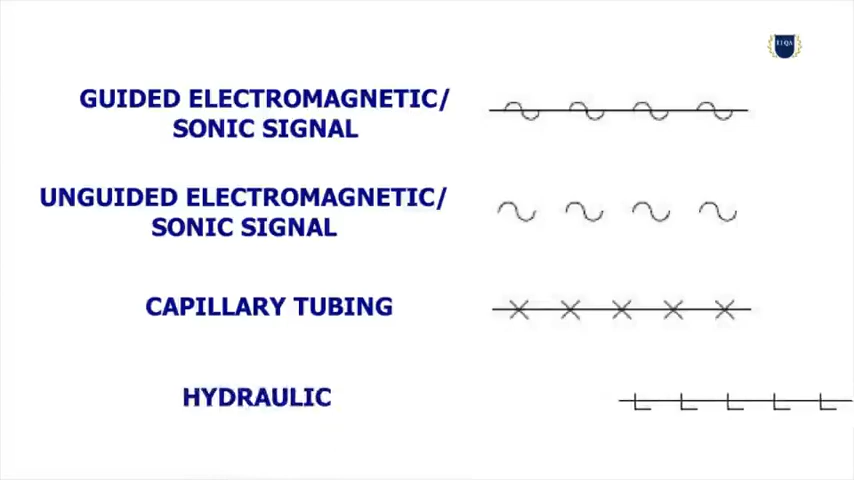 GUIDED ELECTROMAGNETIC/
SONIC SIGNAL
UNGUIDED ELECTROMAGNETIC/
SONIC SIGNAL
CAPILLARY TUBING
HYDRAULIC